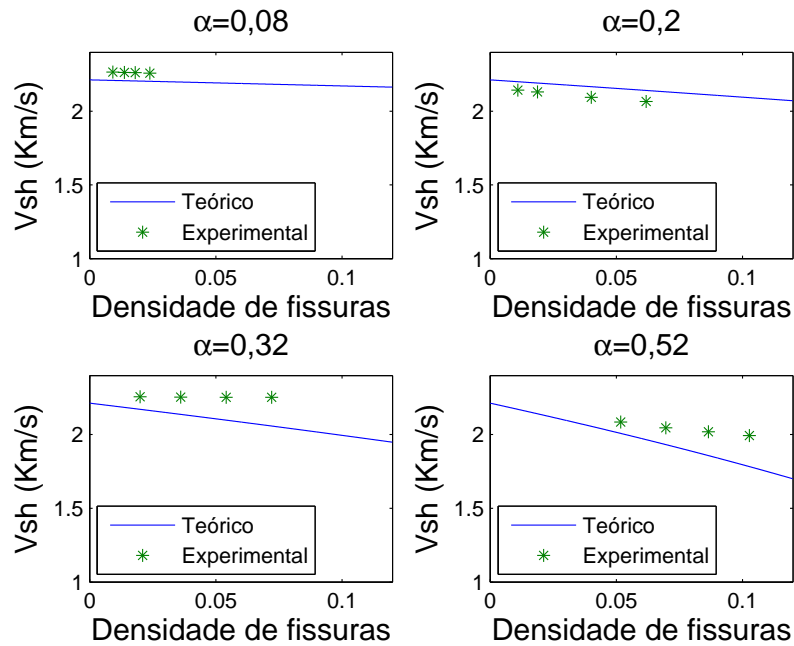 α=0,08
Vsh (Km/s)
2
1.5
1
Teórico
Experimental
0
0.05
0.1
Densidade de fissuras
α=0,2
Vsh (Km/s)
2
1.5
1
Teórico
Experimental
0
0.05
0.1
Densidade de fissuras
α=0,32
Vsh (Km/s)
2
1.5
1
Teórico
Experimental
0
0.05
0.1
Densidade de fissuras
α=0,52
Vsh (Km/s)
2
1.5
1
Teórico
Experimental
0
0.05
0.1
Densidade de fissuras